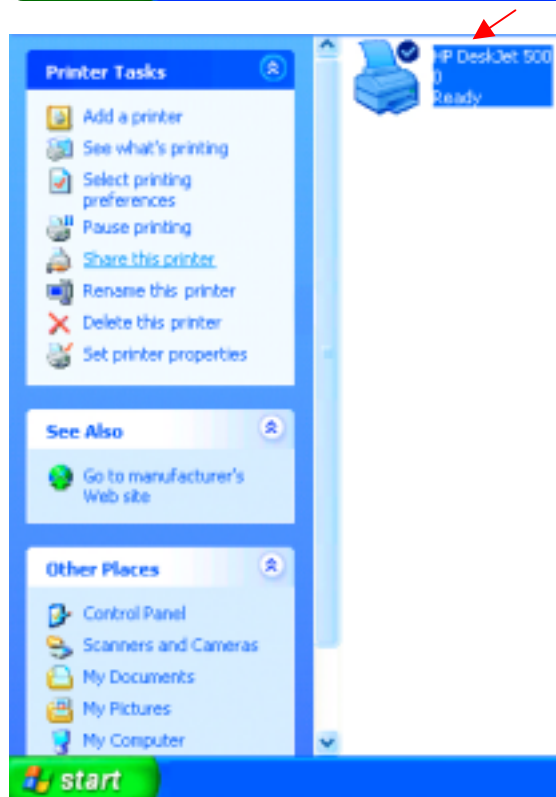 Printer Tasks
Add a printer
See what's printing
Select printing
preferences
Pause printing
Share this printer
Rename this printer
Delete this printer
Set printer properties
See Also
Go to manufacturer's
Web site
Other Places
Control Panel
Scanners and Cameras
My Documents
My Pictures
My Computer
HP DeskJet 500
0
Ready
start